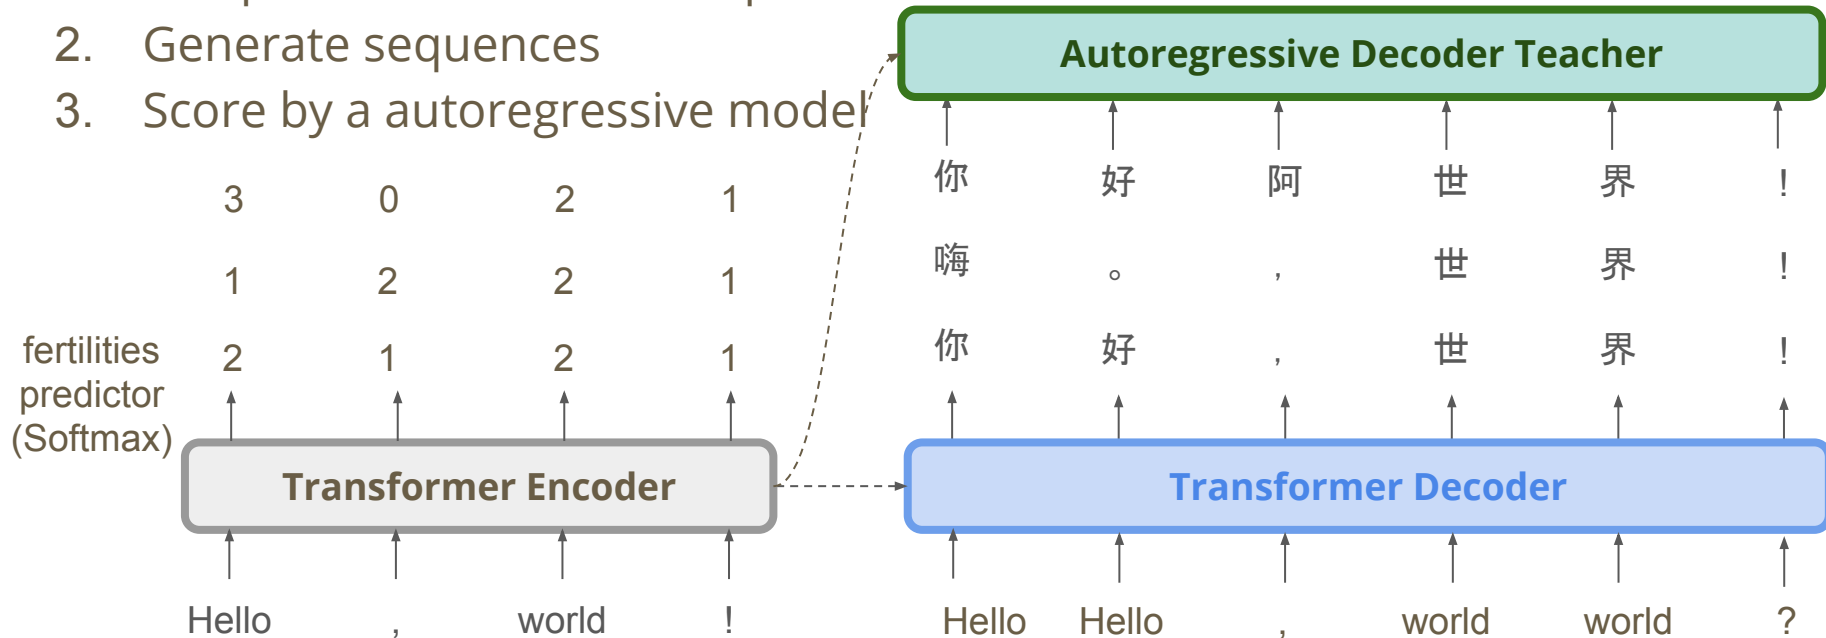 2. Generate sequences
3. Score by a autoregressive model
Autoregressive Decoder Teacher
3 0 2 1
1 2 2 1
fertilities
predictor
(Softmax)
2 1 2 1
Transformer Encoder
Hello , world !
你 好 阿 世 界 !
嗨 。 , 世 界 !
你 好 , 世 界 !
Transformer Decoder
Hello Hello , world world ?